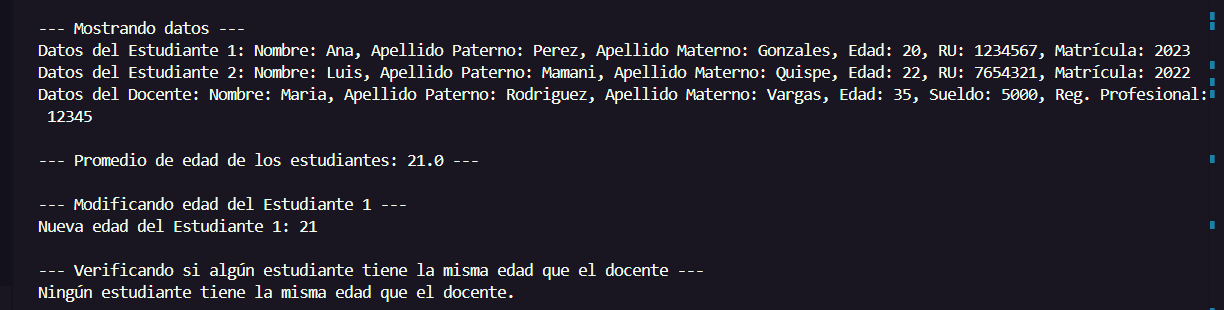 --- Mostrando datos ---
Datos del Estudiante 1: Nombre: Ana, Apellido Paterno: Perez, Apellido Materno: Gonzales, Edad: 20, RU: 1234567, Matrícula: 2023
Datos del Estudiante 2: Nombre: Luis, Apellido Paterno: Mamani, Apellido Materno: Quispe, Edad: 22, RU: 7654321, Matrícula: 2022
Datos del Docente: Nombre: Maria, Apellido Paterno: Rodriguez, Apellido Materno: Vargas, Edad: 35, Sueldo: 5000, Reg. Profesional:
12345
--- Promedio de edad de los estudiantes: 21.0 ---
--- Modificando edad del Estudiante 1 ---
Nueva edad del Estudiante 1: 21
--- Verificando si algún estudiante tiene la misma edad que el docente ---
Ningún estudiante tiene la misma edad que el docente.